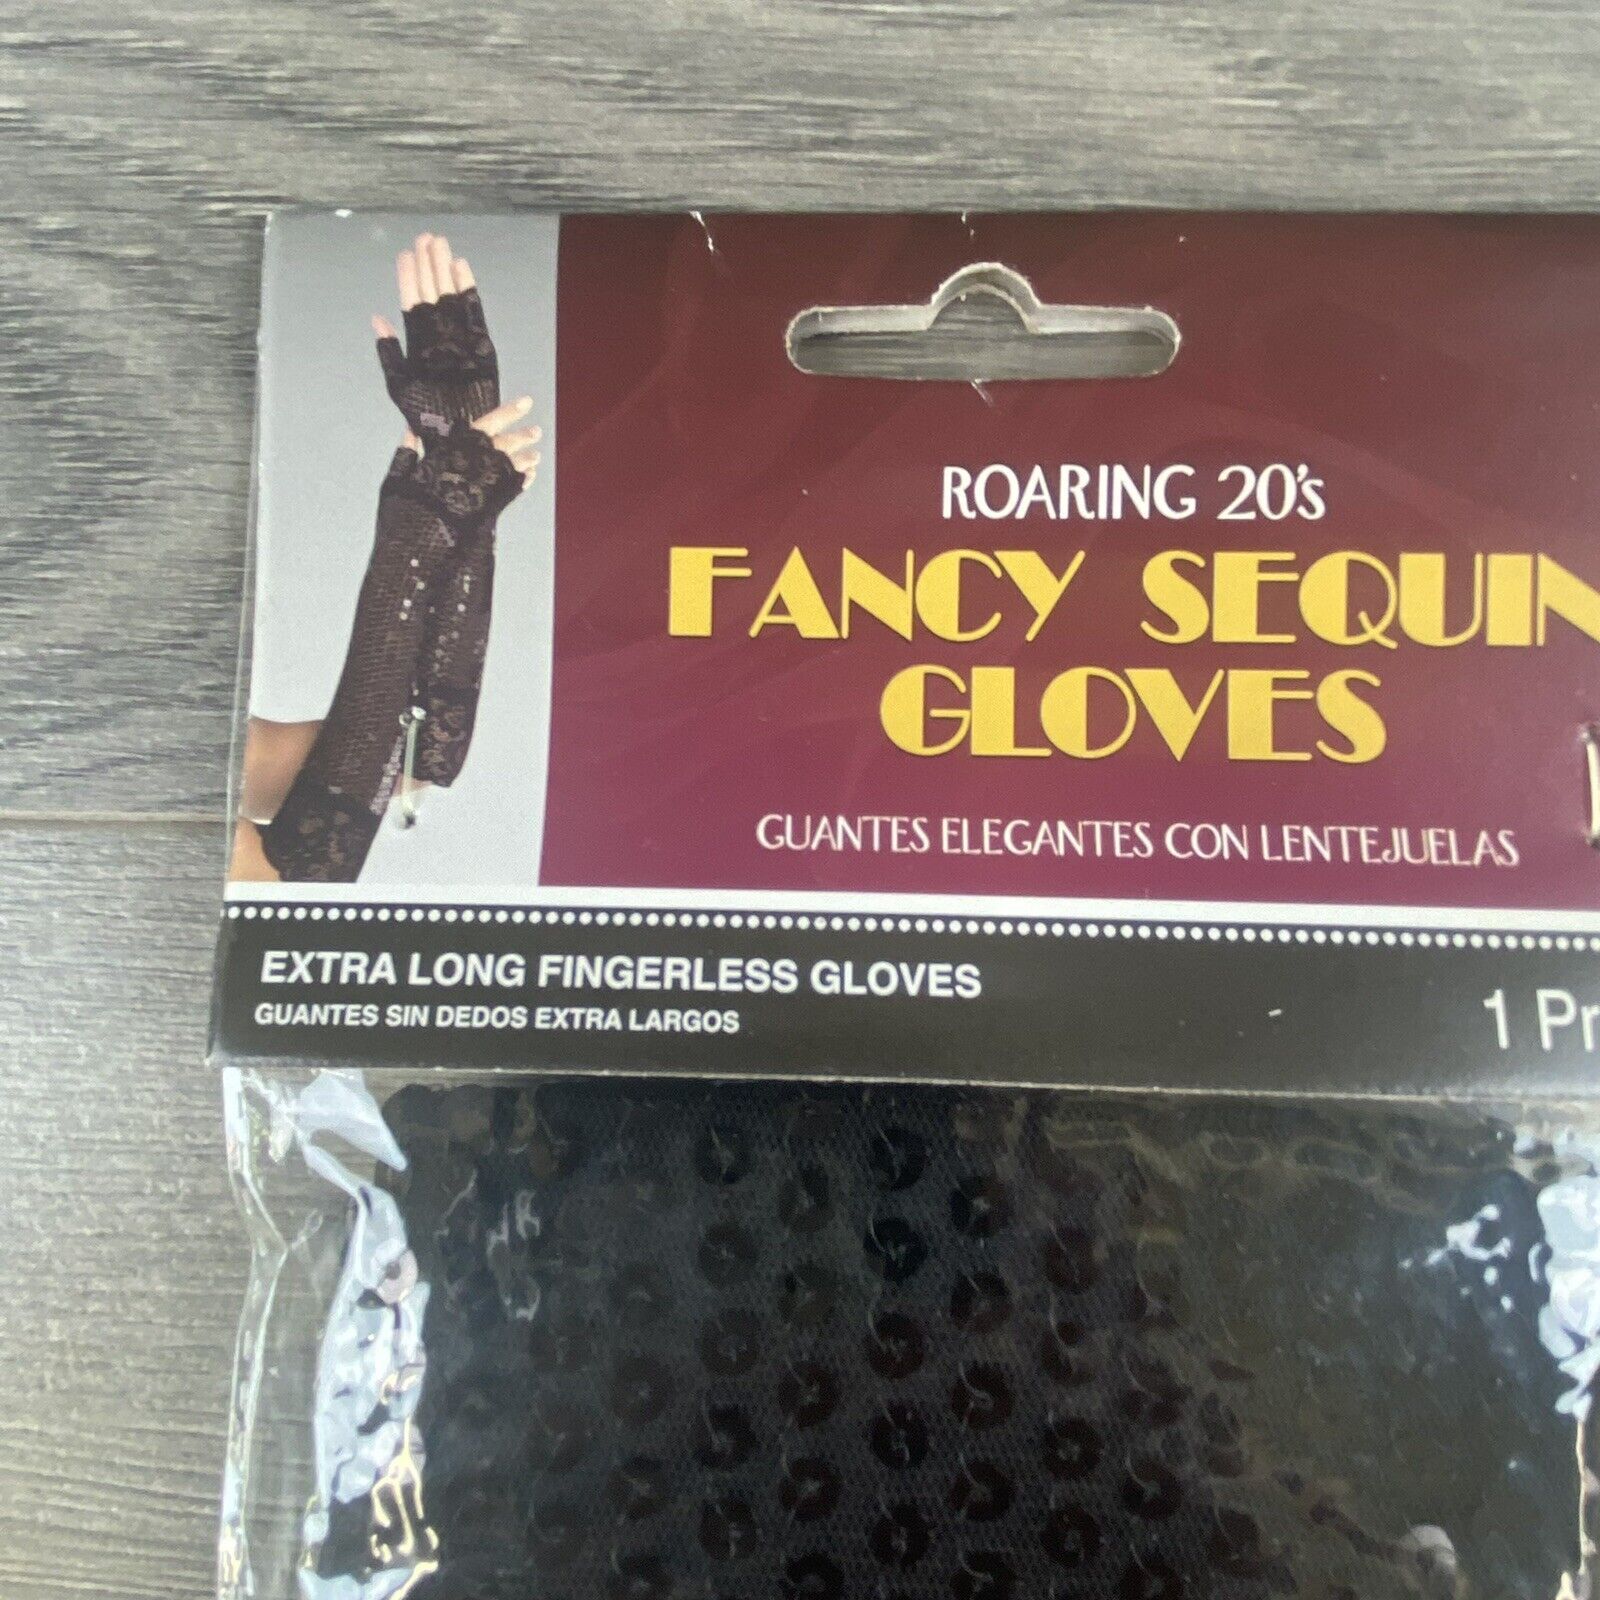 ROARING 20's
FANCY SEQUIN
GLOVES
GUANTES ELEGANTES CON LENTEJUELAS
EXTRA LONG FINGERLESS GLOVES
GUANTES SIN DEDOS EXTRA LARGOS
1 Pr